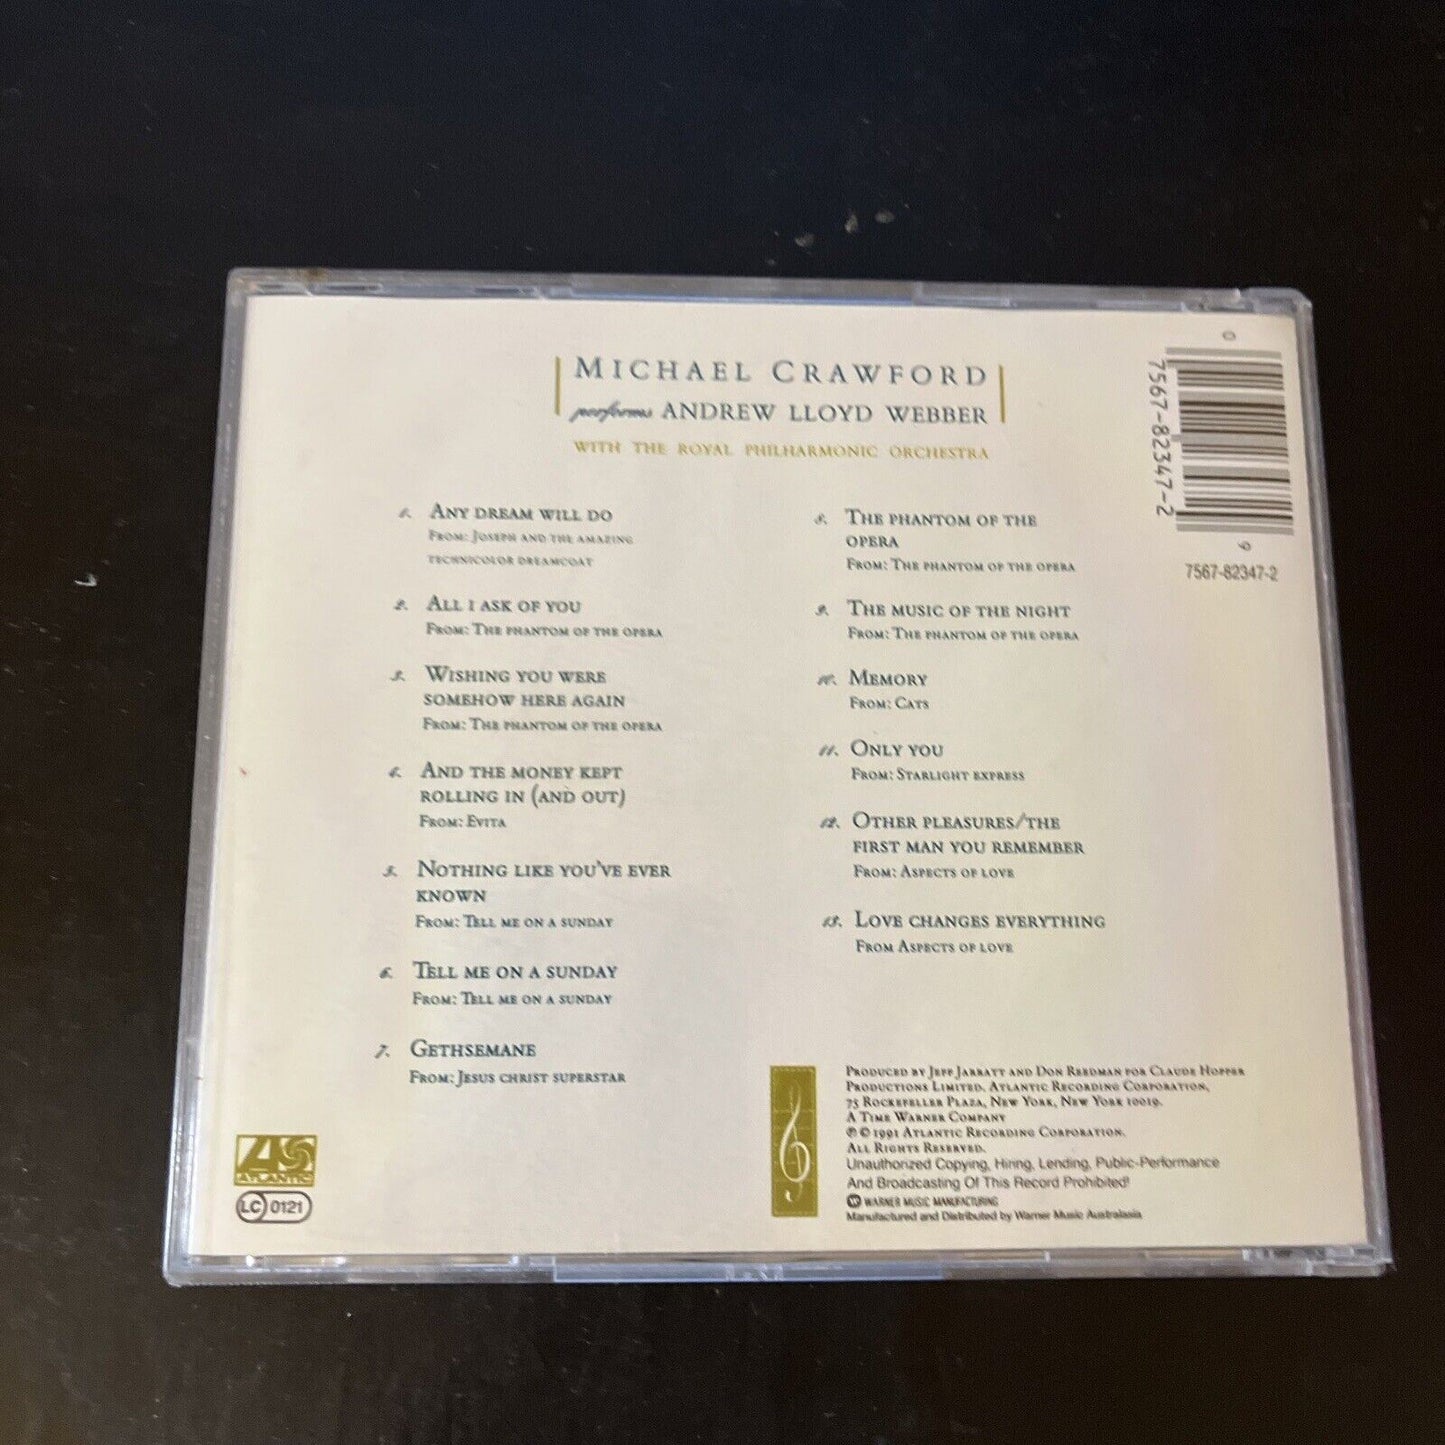 MICHAEL CRAWFORD
performs ANDREW LLOYD WEBBER
WITH THE ROYAL PHILHARMONIC ORCHESTRA
1. ANY DREAM WILL DO
FROM: JOSEPH AND THE AMAZING
TECHNICOLOR DREAMCOAT
2. ALL I ASK OF YOU
FROM: THE PHANTOM OF THE OPERA
3. WISHING YOU WERE
SOMEHOW HERE AGAIN
FROM: THE PHANTOM OF THE OPERA
4. AND THE MONEY KEPT
ROLLING IN (AND OUT)
FROM: EVITA
5. NOTHING LIKE YOU'VE EVER
KNOWN
FROM: TELL ME ON A SUNDAY
6. TELL ME ON A SUNDAY
FROM: TELL ME ON A SUNDAY
7. GETHSEMANE
FROM: JESUS CHRIST SUPERSTAR
8. THE PHANTOM OF THE
OPERA
FROM: THE PHANTOM OF THE OPERA
9. THE MUSIC OF THE NIGHT
FROM: THE PHANTOM OF THE OPERA
10. MEMORY
FROM: CATS
11. ONLY YOU
FROM: STARLIGHT EXPRESS
12. OTHER PLEASURES/THE
FIRST MAN YOU REMEMBER
FROM: ASPECTS OF LOVE
13. LOVE CHANGES EVERYTHING
FROM ASPECTS OF LOVE
0
7567-82347-2
9
7567-82347-2
PRODUCED BY JEFF JARRATT AND DON REEDMAN FOR CLAUDE HOPPER
PRODUCTIONS LIMITED. ATLANTIC RECORDING CORPORATION,
75 ROCKEFELLER PLAZA, NEW YORK, NEW YORK 10019.
A TIME WARNER COMPANY
℗ © 1991 ATLANTIC RECORDING CORPORATION.
ALL RIGHTS RESERVED.
Unauthorized Copying, Hiring, Lending, Public-Performance
And Broadcasting Of This Record Prohibited!
WARNER MUSIC MANUFACTURING
Manufactured and Distributed by Warner Music Australasia
ATLANTIC
LC 0121